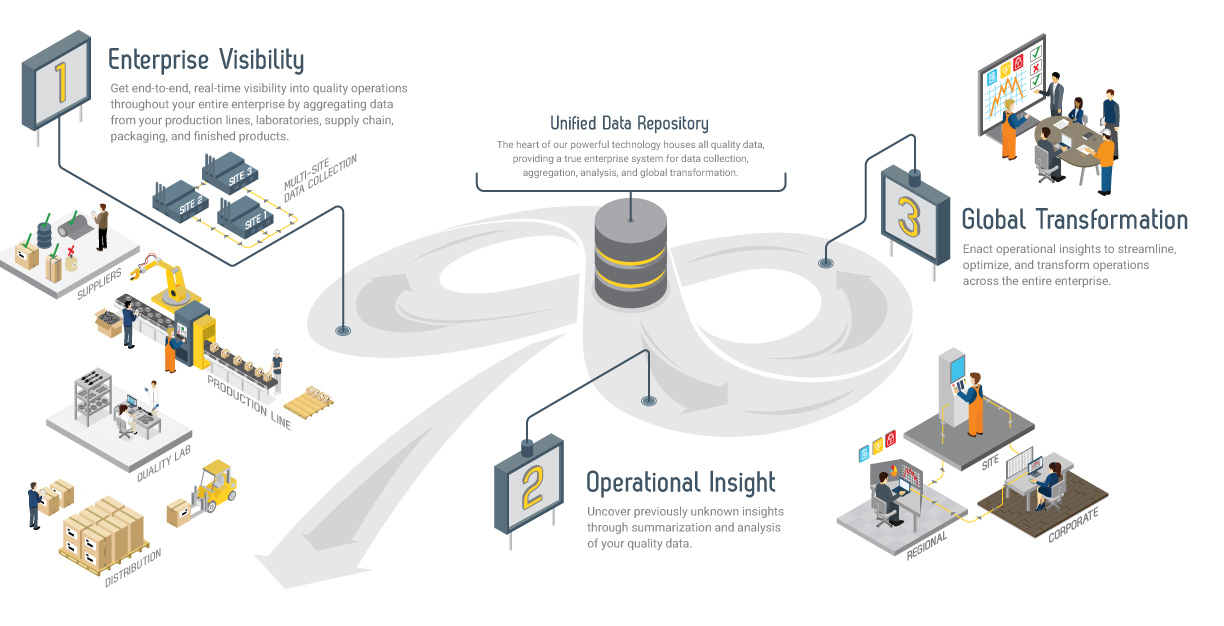 1
Enterprise Visibility
Get end-to-end, real-time visibility into quality operations
throughout your entire enterprise by aggregating data
from your production lines, laboratories, supply chain,
packaging, and finished products.
SITE 3
SITE 2
SITE 1
MULTI-SITE
DATA COLLECTION
SUPPLIERS
PRODUCTION LINE
QUALITY LAB
DISTRIBUTION
Unified Data Repository
The heart of our powerful technology houses all quality data,
providing a true enterprise system for data collection,
aggregation, analysis, and global transformation.
2
Operational Insight
Uncover previously unknown insights
through summarization and analysis
of your quality data.
3
Global Transformation
Enact operational insights to streamline,
optimize, and transform operations
across the entire enterprise.
SITE
REGIONAL
CORPORATE